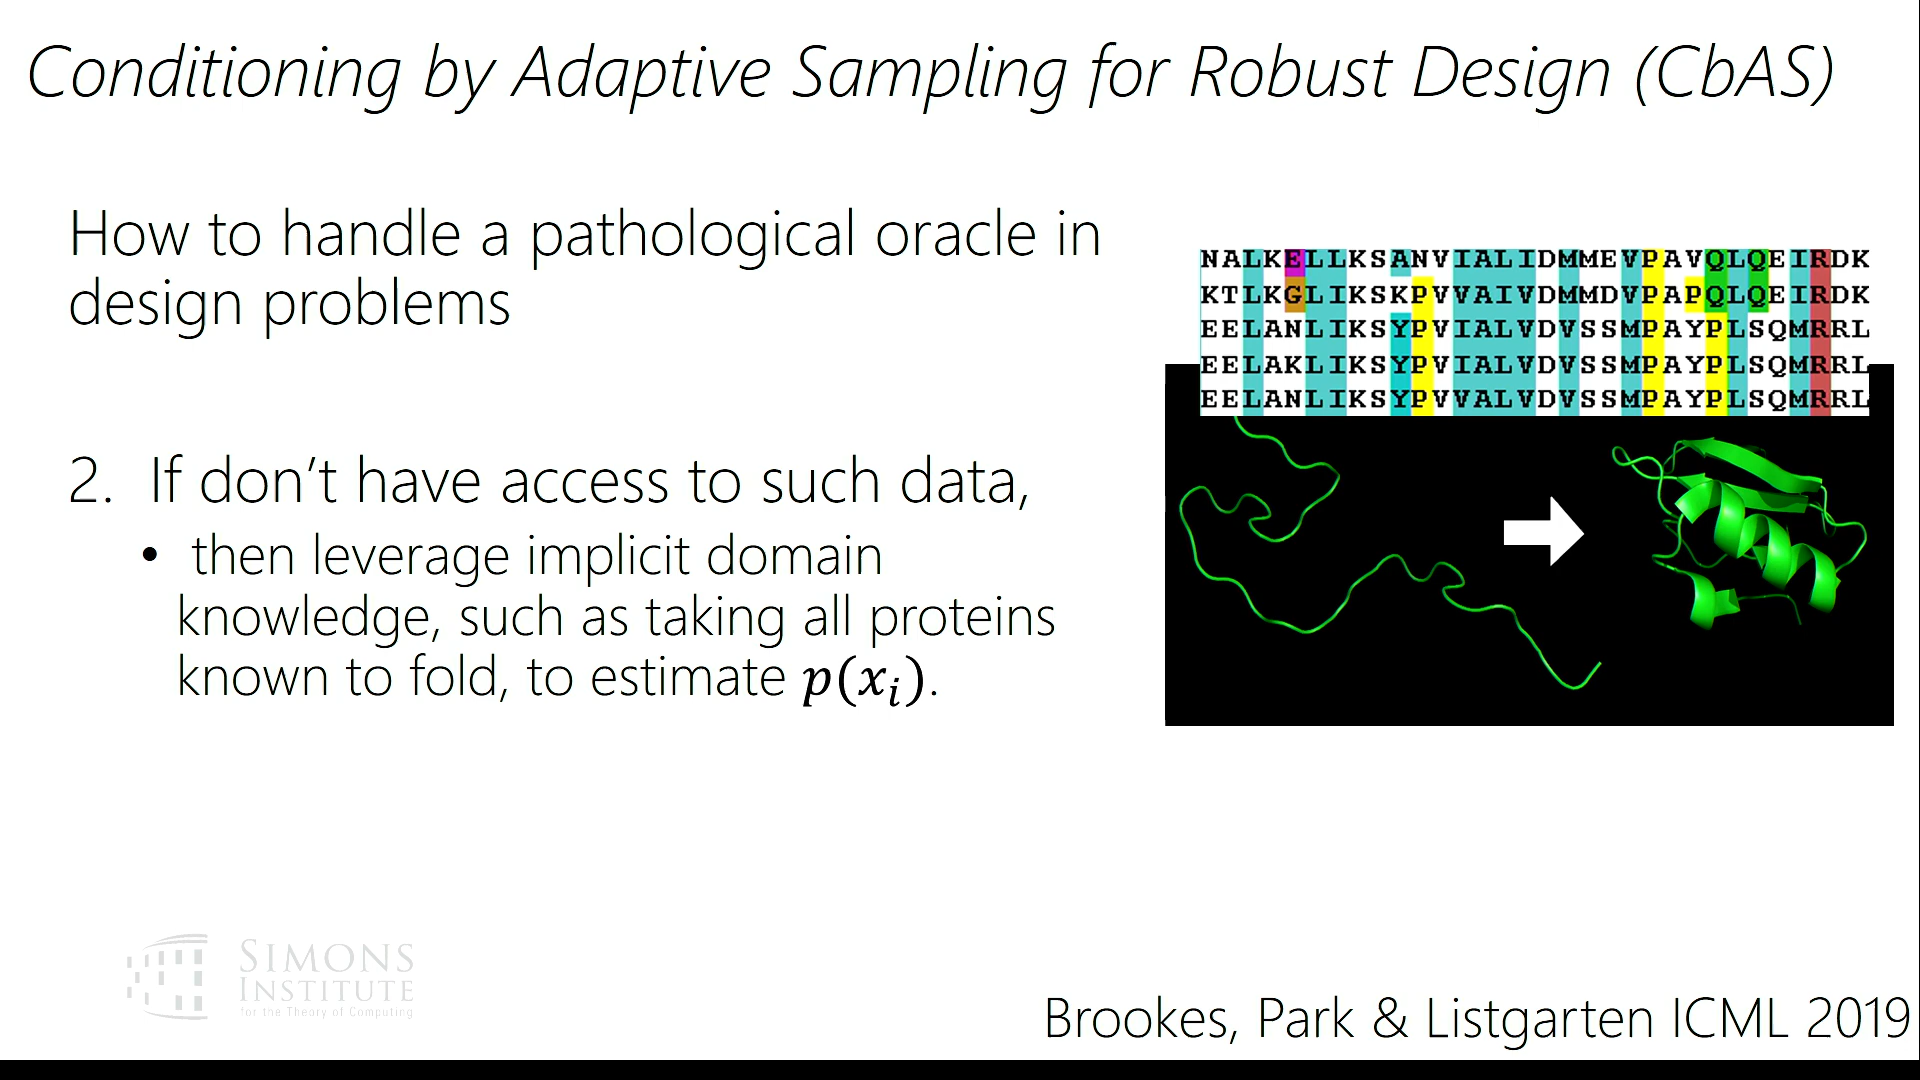 Conditioning by Adaptive Sampling for Robust Design (CbAS)
How to handle a pathological oracle in
design problems
2. If don't have access to such data,
• then leverage implicit domain
knowledge, such as taking all proteins
known to fold, to estimate p(x_i).
NALKELLKSANVIALIDMMEVPAVQLQEIRDK
KTLKGLIKSKPVVAIVDMMDVPAPQLQEIRDK
EELANLIKSYPVIALVDVSSMPAYPLSQMRRL
EELAKLIKSYPVIALVDVSSMPAYPLSQMRRL
EELANLIKSYPVVALVDVSSMPAYPLSQMRRL
SIMONS
INSTITUTE
for the Theory of Computing
Brookes, Park & Listgarten ICML 2019